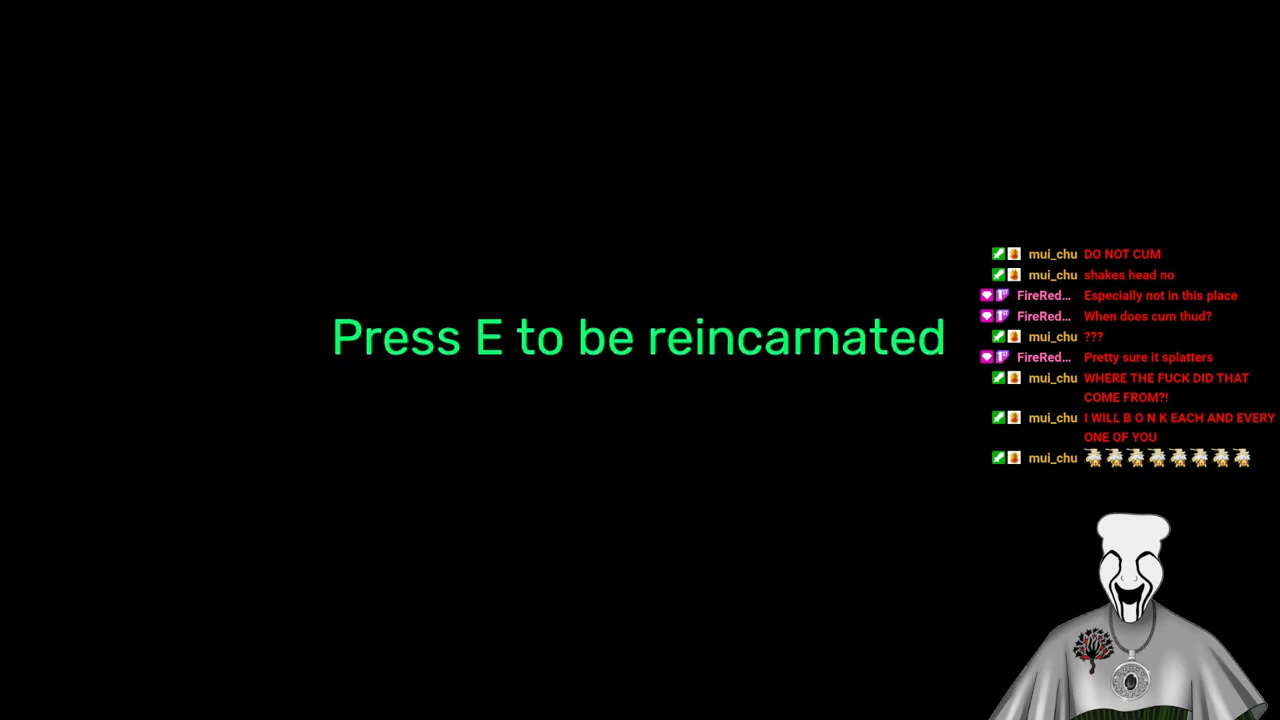 Press E to be reincarnated
mui_chu DO NOT CUM
mui_chu shakes head no
FireRed... Especially not in this place
FireRed... When does cum thud?
mui_chu ???
FireRed... Pretty sure it splatters
mui_chu WHERE THE FUCK DID THAT
COME FROM?!
mui_chu I WILL B O N K EACH AND EVERY
ONE OF YOU
mui_chu